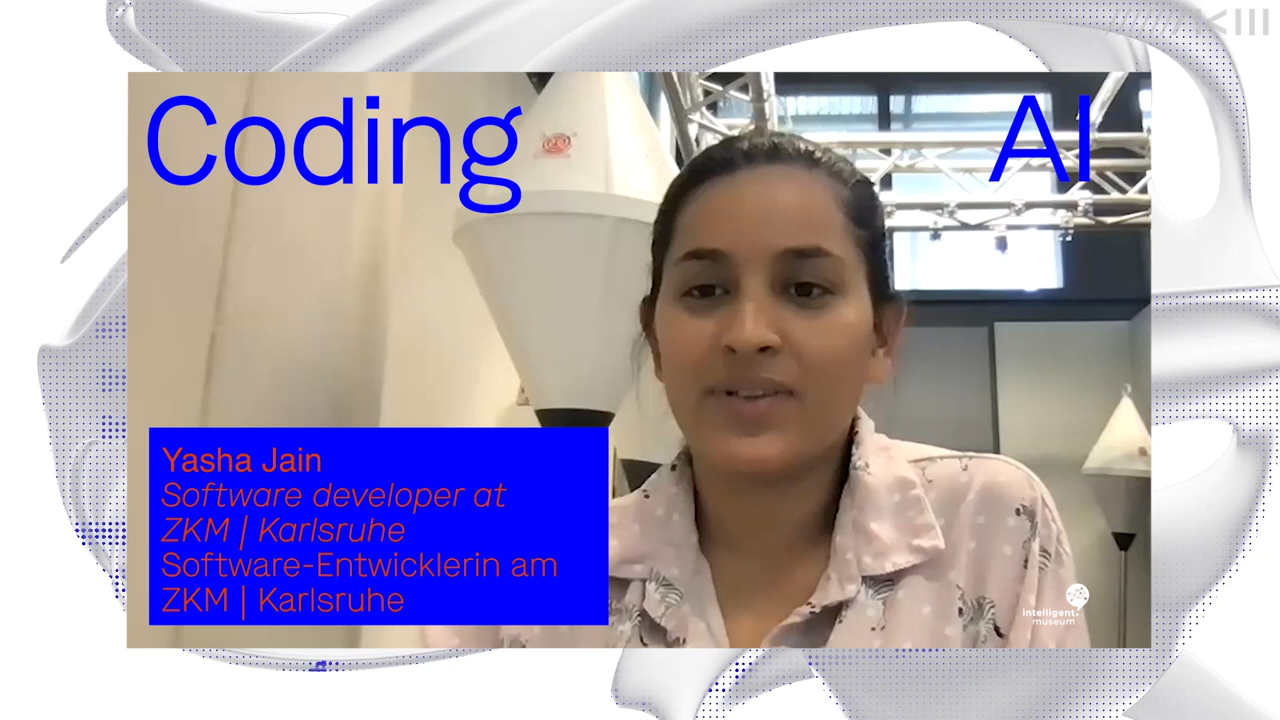 Coding AI
Yasha Jain
Software developer at
ZKM | Karlsruhe
Software-Entwicklerin am
ZKM | Karlsruhe
intelligent.
museum